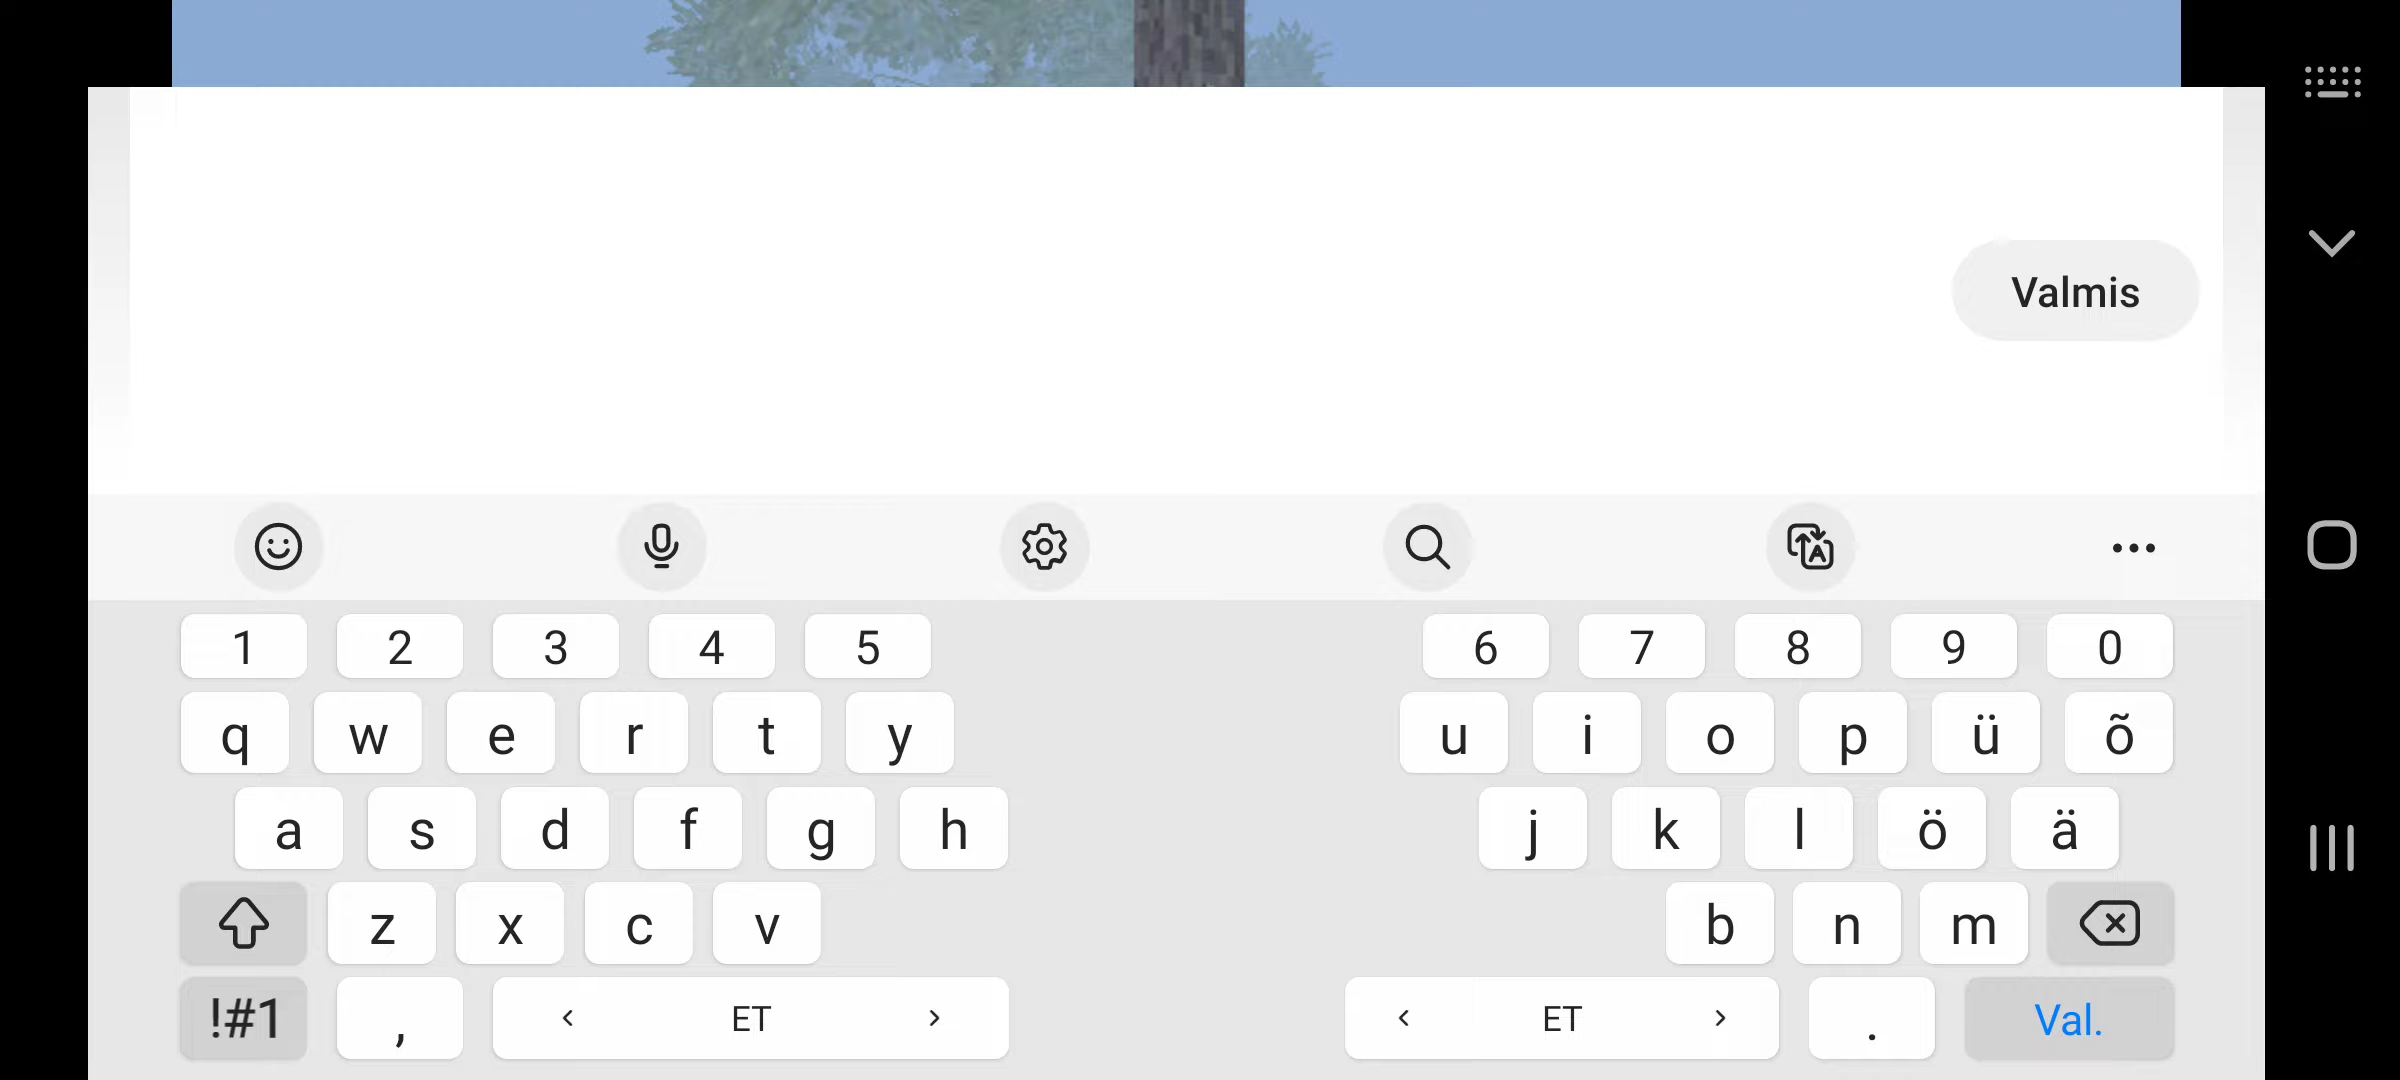 Valmis
1 2 3 4 5 6 7 8 9 0
q w e r t y u i o p ü õ
a s d f g h j k l ö ä
z x c v b n m
!#1 , < ET > < ET > . Val.